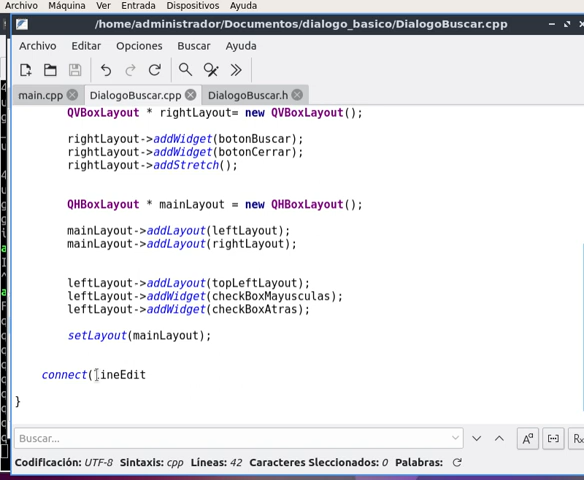 Archivo Máquina Ver Entrada Dispositivos Ayuda
/home/administrador/Documentos/dialogo_basico/DialogoBuscar.cpp
Archivo Editar Opciones Buscar Ayuda
main.cpp DialogoBuscar.cpp DialogoBuscar.h
QVBoxLayout * rightLayout= new QVBoxLayout();
rightLayout->addWidget(botonBuscar);
rightLayout->addWidget(botonCerrar);
rightLayout->addStretch();
QHBoxLayout * mainLayout = new QHBoxLayout();
mainLayout->addLayout(leftLayout);
mainLayout->addLayout(rightLayout);
leftLayout->addLayout(topLeftLayout);
leftLayout->addWidget(checkBoxMayusculas);
leftLayout->addWidget(checkBoxAtras);
setLayout(mainLayout);
connect(lineEdit
}
Buscar...
Codificación: UTF-8 Sintaxis: cpp Líneas: 42 Caracteres Sleccionados: 0 Palabras: